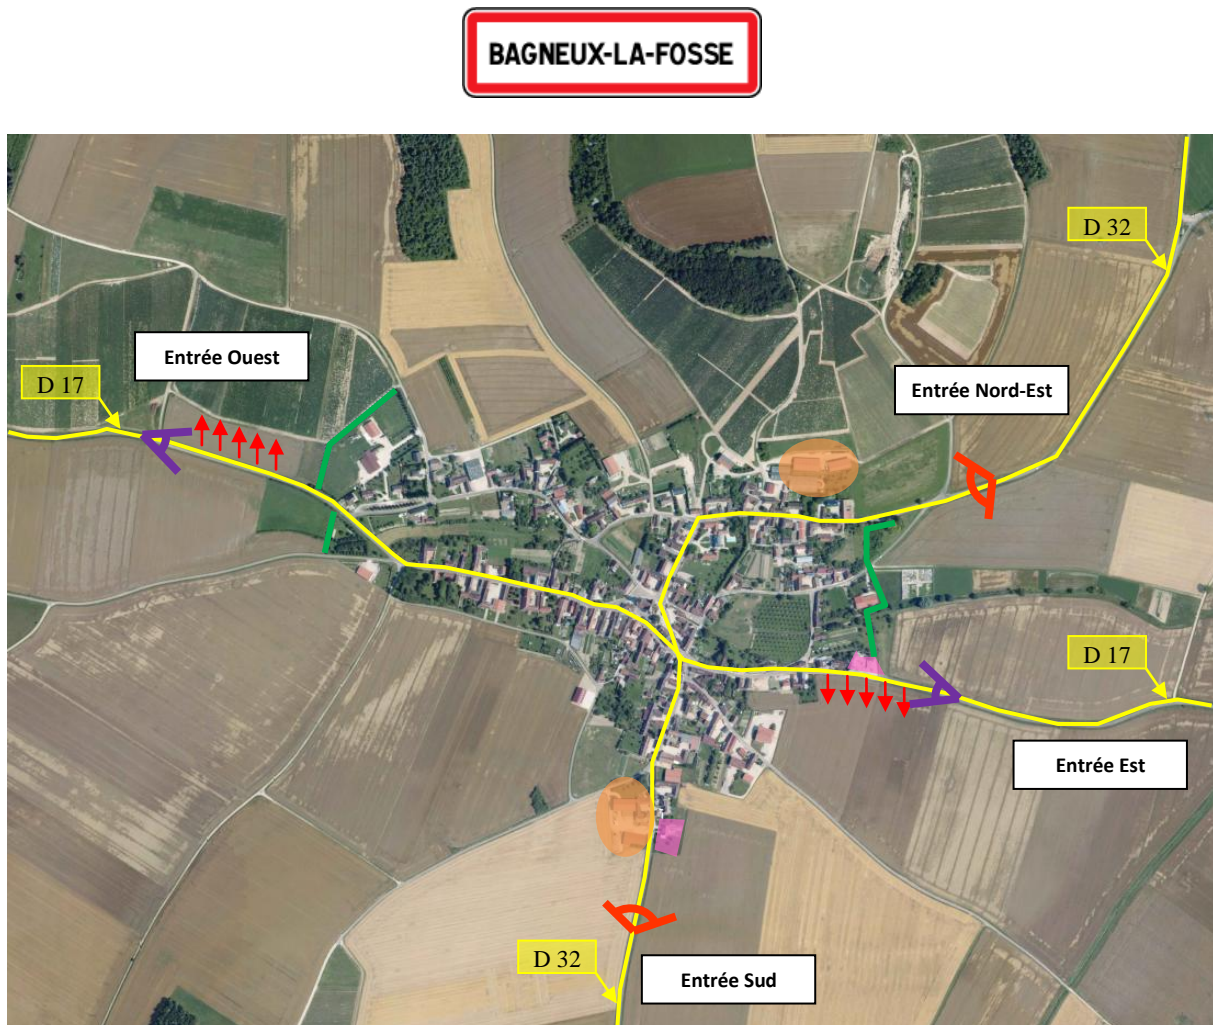 BAGNEUX-LA-FOSSE
D 32
Entrée Ouest
D 17
Entrée Nord-Est
D 17
Entrée Est
D 32
Entrée Sud